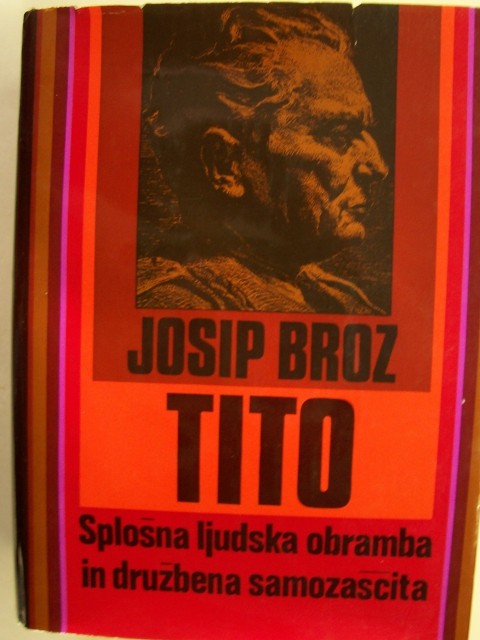 JOSIP BROZ
TITO
Splošna ljudska obramba
in družbena samozaščita